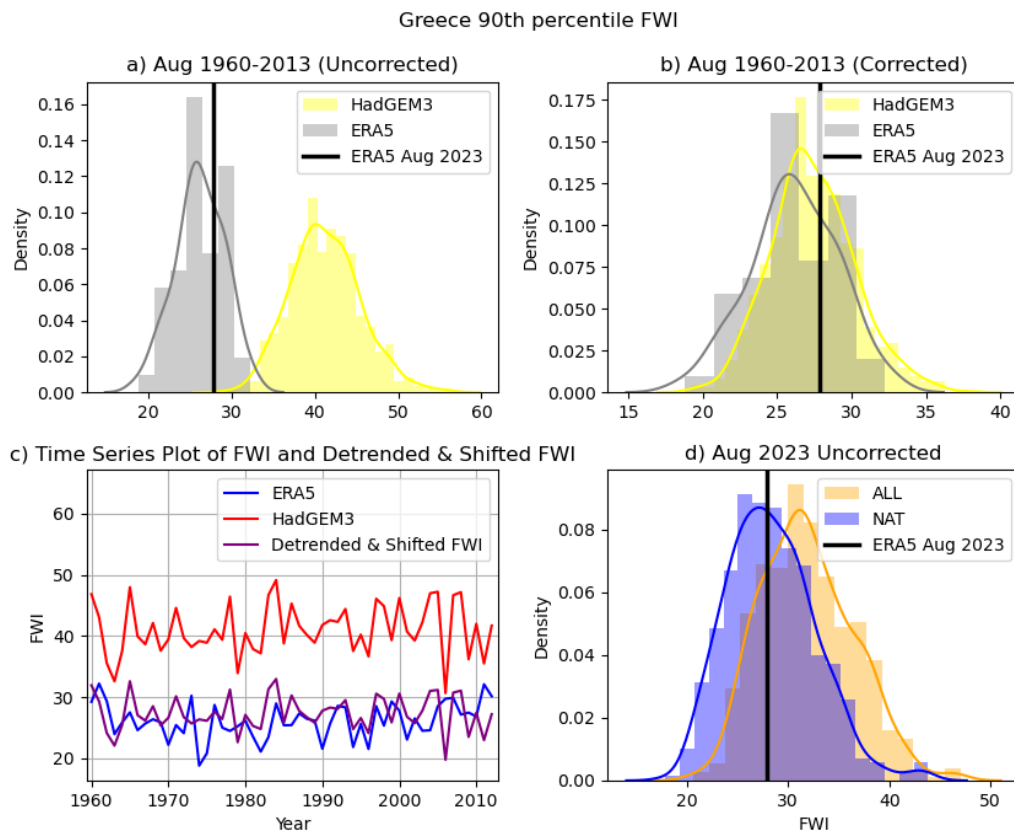 Greece 90th percentile FWI
a) Aug 1960-2013 (Uncorrected)
HadGEM3
ERA5
ERA5 Aug 2023
Density
0.16
0.14
0.12
0.10
0.08
0.06
0.04
0.02
0.00
20
30
40
50
60
b) Aug 1960-2013 (Corrected)
HadGEM3
ERA5
ERA5 Aug 2023
Density
0.175
0.150
0.125
0.100
0.075
0.050
0.025
0.000
15
20
25
30
35
40
c) Time Series Plot of FWI and Detrended & Shifted FWI
ERA5
HadGEM3
Detrended & Shifted FWI
FWI
60
50
40
30
20
1960
1970
1980
1990
2000
2010
Year
d) Aug 2023 Uncorrected
ALL
NAT
ERA5 Aug 2023
Density
0.08
0.06
0.04
0.02
0.00
20
30
40
50
FWI